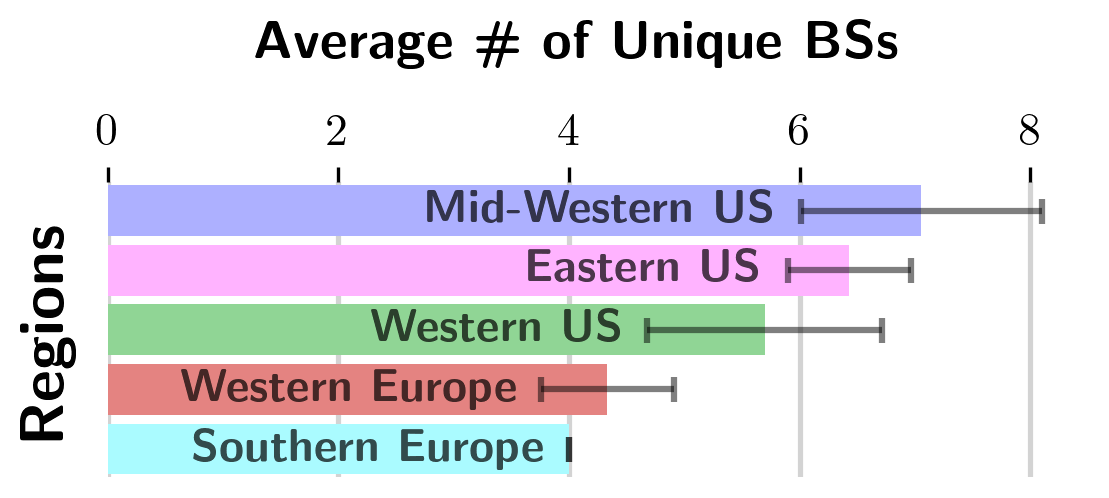 Average # of Unique BSs
0 2 4 6 8
Regions
Mid-Western US
Eastern US
Western US
Western Europe
Southern Europe